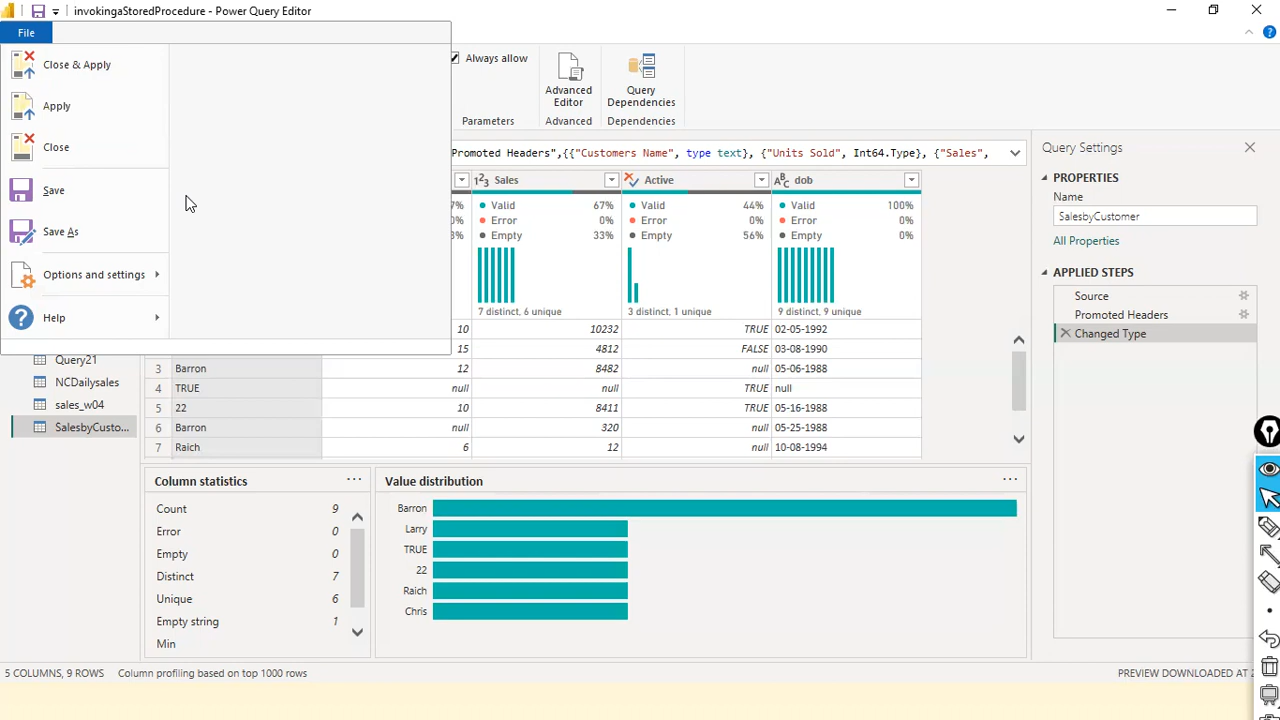 invokingaStoredProcedure - Power Query Editor
File
Close & Apply
Apply
Close
Save
Save As
Options and settings
Help
Always allow
Parameters
Advanced Editor
Advanced
Query Dependencies
Dependencies
Promoted Headers",{{"Customers Name", type text}, {"Units Sold", Int64.Type}, {"Sales",
1²3 Sales
Active
ABC dob
7% Valid 67% Valid 44% Valid 100%
0% Error 0% Error 0% Error 0%
3% Empty 33% Empty 56% Empty 0%
7 distinct, 6 unique 3 distinct, 1 unique 9 distinct, 9 unique
10 10232 TRUE 02-05-1992
15 4812 FALSE 03-08-1990
3 Barron 12 8482 null 05-06-1988
4 TRUE null null TRUE null
5 22 10 8411 TRUE 05-16-1988
6 Barron null 320 null 05-25-1988
7 Raich 6 12 null 10-08-1994
Query21
NCDailysales
sales_w04
SalesbyCusto...
Column statistics ...
Count 9
Error 0
Empty 0
Distinct 7
Unique 6
Empty string 1
Min
Value distribution ...
Barron
Larry
TRUE
22
Raich
Chris
Query Settings
PROPERTIES
Name
SalesbyCustomer
All Properties
APPLIED STEPS
Source
Promoted Headers
Changed Type
5 COLUMNS, 9 ROWS Column profiling based on top 1000 rows
PREVIEW DOWNLOADED AT